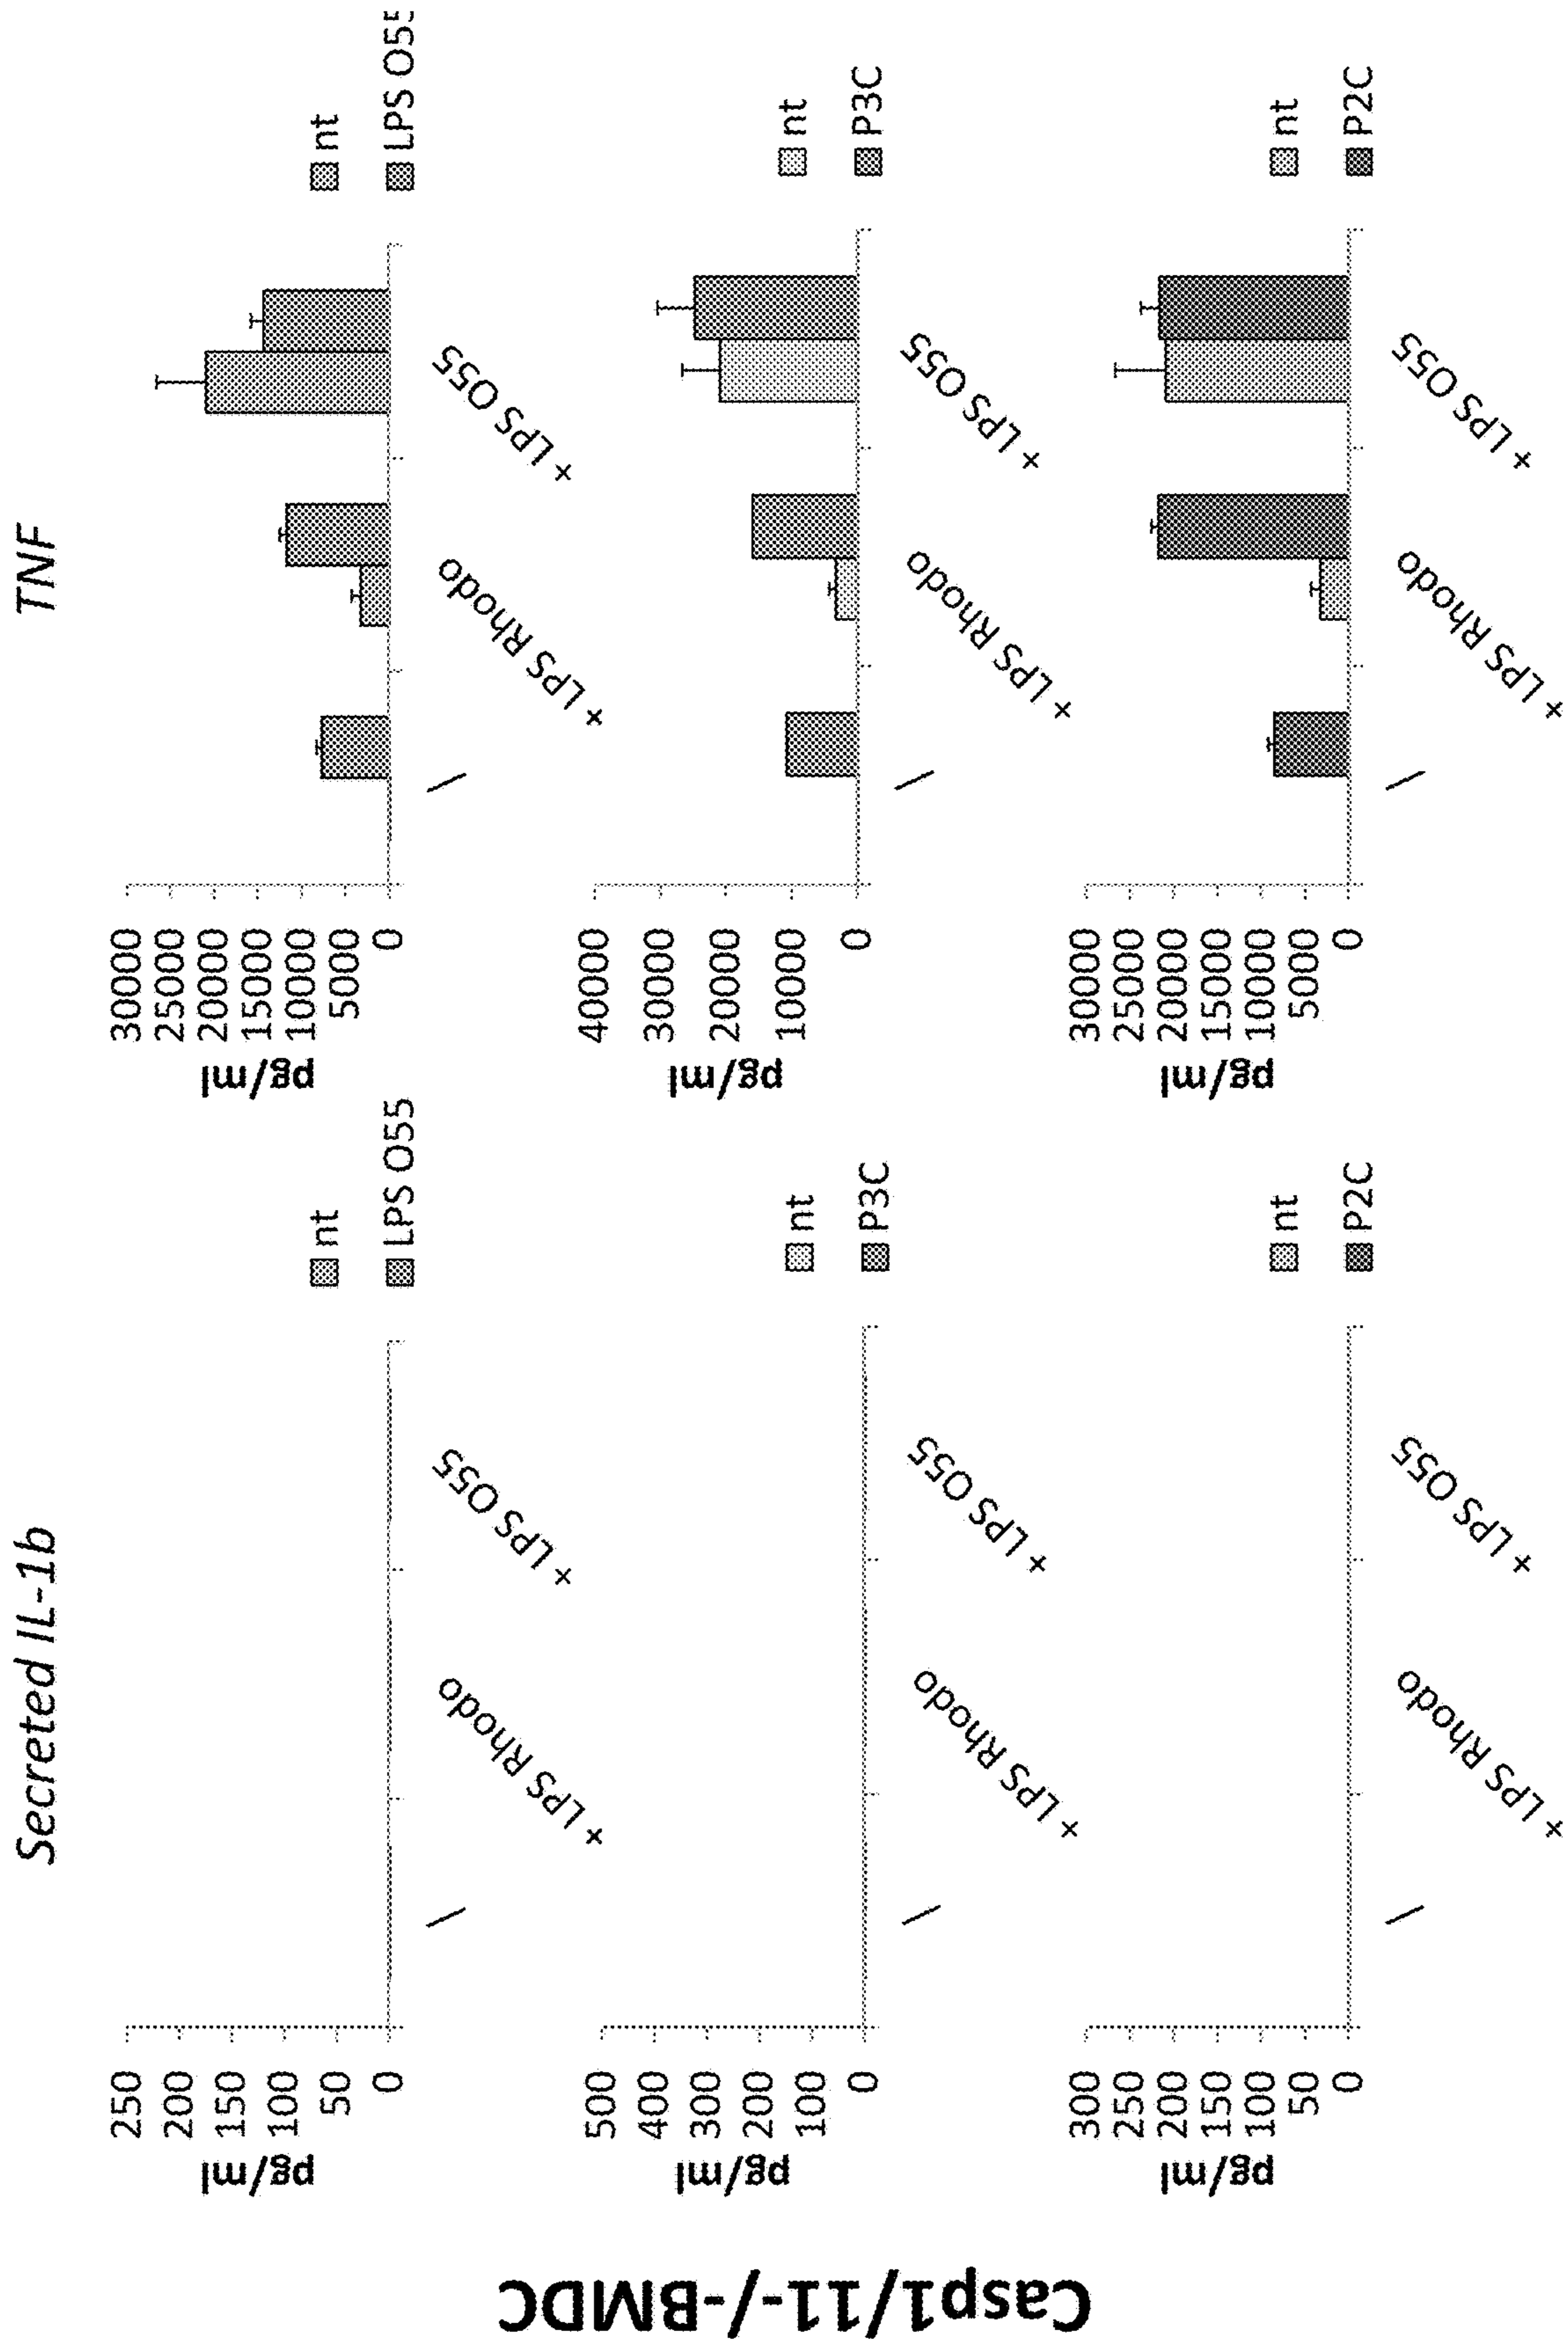 Casp1/11-/-BMDC
Secreted IL-1b
pg/ml
250
200
150
100
50
0
/
+ LPS Rhodo
+ LPS O55
nt
LPS O55
pg/ml
500
400
300
200
100
0
/
+ LPS Rhodo
+ LPS O55
nt
P3C
pg/ml
300
250
200
150
100
50
0
/
+ LPS Rhodo
+ LPS O55
nt
P2C
TNF
pg/ml
30000
25000
20000
15000
10000
5000
0
/
+ LPS Rhodo
+ LPS O55
nt
LPS O55
pg/ml
40000
30000
20000
10000
0
/
+ LPS Rhodo
+ LPS O55
nt
P3C
pg/ml
30000
25000
20000
15000
10000
5000
0
/
+ LPS Rhodo
+ LPS O55
nt
P2C